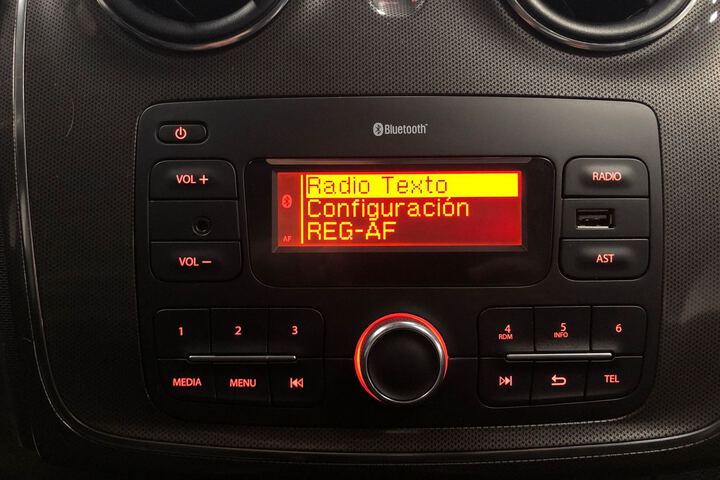 Bluetooth
VOL +
Radio Texto
Configuración
REG-AF
AF
RADIO
VOL −
AST
1
2
3
4
RDM
5
INFO
6
MEDIA
MENU
TEL